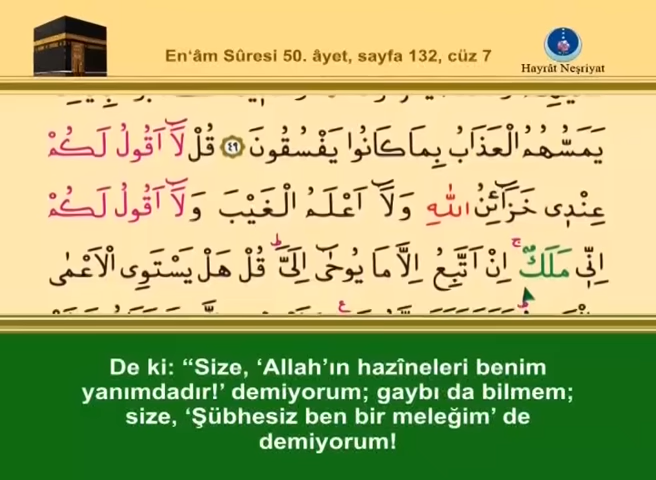 En‘âm Sûresi 50. âyet, sayfa 132, cüz 7
Hayrât Neşriyat
يَمَسُّهُمُ الْعَذَابُ بِمَا كَانُوا يَفْسُقُونَ ﴿٤٩﴾ قُلْ لَٓا اَقُولُ لَكُمْ
عِنْدٖي خَزَٓائِنُ اللّٰهِ وَلَٓا اَعْلَمُ الْغَيْبَ وَلَٓا اَقُولُ لَكُمْ
اِنّٖي مَلَكٌۚ اِنْ اَتَّبِعُ اِلَّا مَا يُوحٰٓى اِلَيَّۜ قُلْ هَلْ يَسْتَوِى الْاَعْمٰى
De ki: “Size, ‘Allah’ın hazîneleri benim
yanımdadır!’ demiyorum; gaybı da bilmem;
size, ‘Şübhesiz ben bir meleğim’ de
demiyorum!